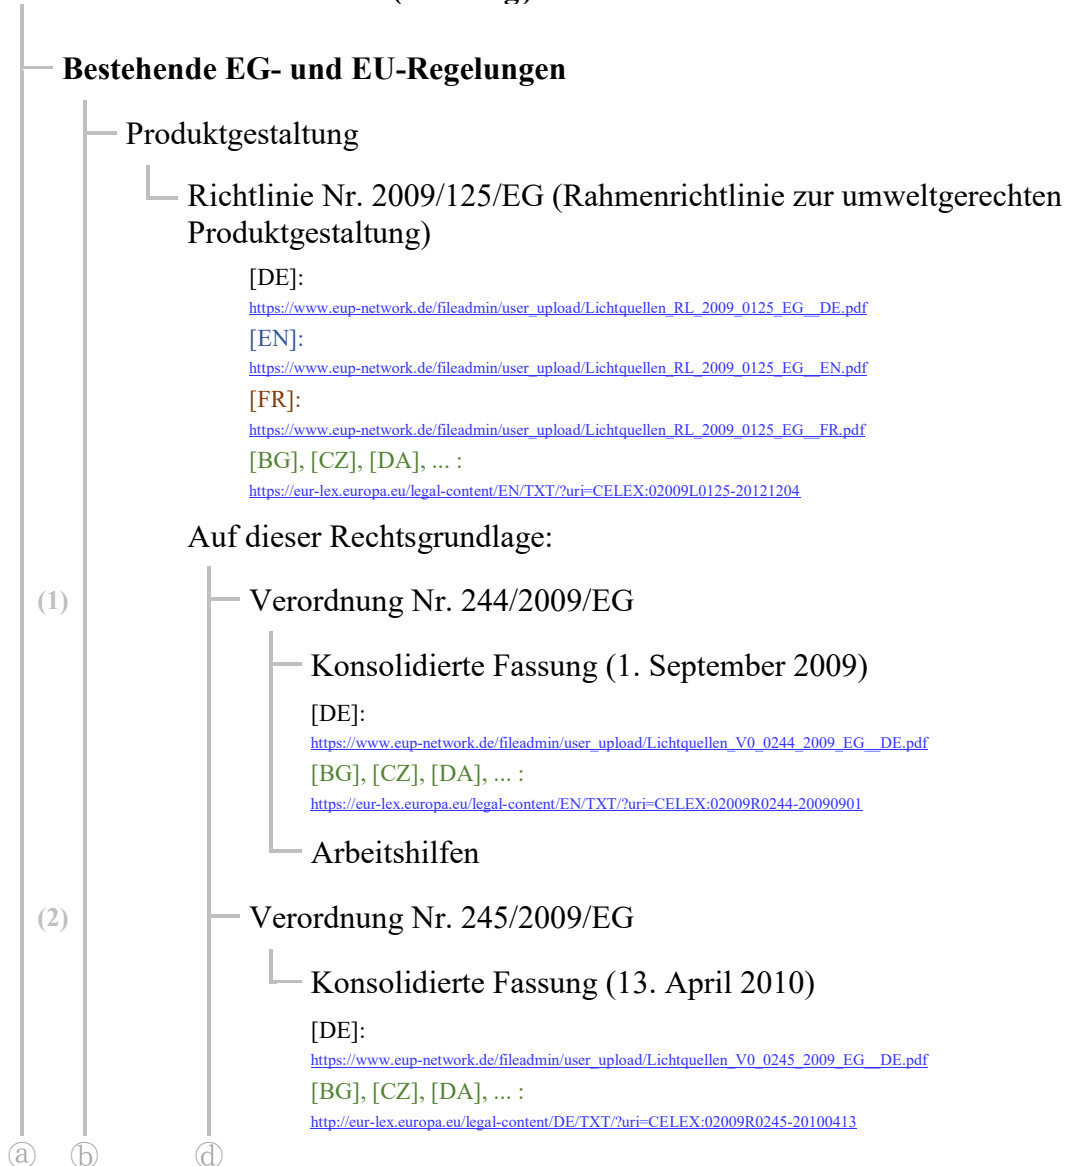 Bestehende EG- und EU-Regelungen
Produktgestaltung
Richtlinie Nr. 2009/125/EG (Rahmenrichtlinie zur umweltgerechten
Produktgestaltung)
[DE]:
https://www.eup-network.de/fileadmin/user_upload/Lichtquellen_RL_2009_0125_EG__DE.pdf
[EN]:
https://www.eup-network.de/fileadmin/user_upload/Lichtquellen_RL_2009_0125_EG__EN.pdf
[FR]:
https://www.eup-network.de/fileadmin/user_upload/Lichtquellen_RL_2009_0125_EG__FR.pdf
[BG], [CZ], [DA], ... :
https://eur-lex.europa.eu/legal-content/EN/TXT/?uri=CELEX:02009L0125-20121204
Auf dieser Rechtsgrundlage:
(1) Verordnung Nr. 244/2009/EG
Konsolidierte Fassung (1. September 2009)
[DE]:
https://www.eup-network.de/fileadmin/user_upload/Lichtquellen_V0_0244_2009_EG__DE.pdf
[BG], [CZ], [DA], ... :
https://eur-lex.europa.eu/legal-content/EN/TXT/?uri=CELEX:02009R0244-20090901
Arbeitshilfen
(2) Verordnung Nr. 245/2009/EG
Konsolidierte Fassung (13. April 2010)
[DE]:
https://www.eup-network.de/fileadmin/user_upload/Lichtquellen_V0_0245_2009_EG__DE.pdf
[BG], [CZ], [DA], ... :
http://eur-lex.europa.eu/legal-content/DE/TXT/?uri=CELEX:02009R0245-20100413
ⓐ ⓑ ⓓ